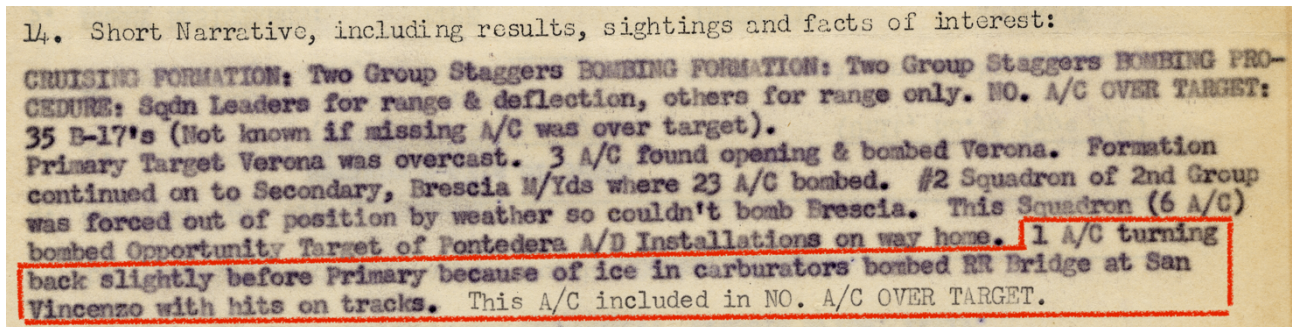 14. Short Narrative, including results, sightings and facts of interest:
CRUISING FORMATION: Two Group Staggers BOMBING FORMATION: Two Group Staggers BOMBING PRO-
CEDURE: Sqdn Leaders for range & deflection, others for range only. NO. A/C OVER TARGET:
35 B-17's (Not known if missing A/C was over target).
Primary Target Verona was overcast. 3 A/C found opening & bombed Verona. Formation
continued on to Secondary, Brescia M/Yds where 23 A/C bombed. #2 Squadron of 2nd Group
was forced out of position by weather so couldn't bomb Brescia. This Squadron (6 A/C)
bombed Opportunity Target of Pontedera A/D Installations on way home. 1 A/C turning
back slightly before Primary because of ice in carburators bombed RR Bridge at San
Vincenzo with hits on tracks. This A/C included in NO. A/C OVER TARGET.